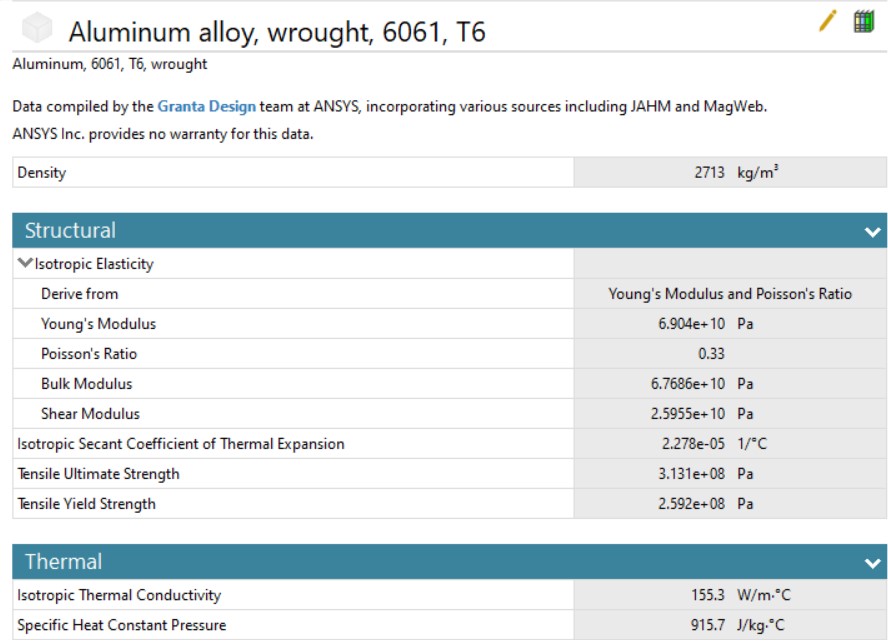 Aluminum alloy, wrought, 6061, T6
Aluminum, 6061, T6, wrought
Data compiled by the Granta Design team at ANSYS, incorporating various sources including JAHM and MagWeb.
ANSYS Inc. provides no warranty for this data.
Density 2713 kg/m³
Structural
Isotropic Elasticity
Derive from Young's Modulus and Poisson's Ratio
Young's Modulus 6.904e+10 Pa
Poisson's Ratio 0.33
Bulk Modulus 6.7686e+10 Pa
Shear Modulus 2.5955e+10 Pa
Isotropic Secant Coefficient of Thermal Expansion 2.278e-05 1/°C
Tensile Ultimate Strength 3.131e+08 Pa
Tensile Yield Strength 2.592e+08 Pa
Thermal
Isotropic Thermal Conductivity 155.3 W/m·°C
Specific Heat Constant Pressure 915.7 J/kg·°C